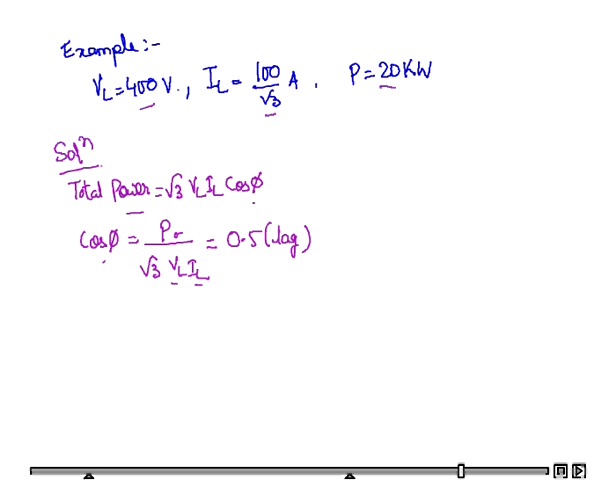 Example:-
V_L=400 V., I_L = 100/√3 A, P=20KW
Solⁿ
Total Power = √3 V_L I_L Cosϕ
Cosϕ = P/√3 V_L I_L = 0.5 (lag)